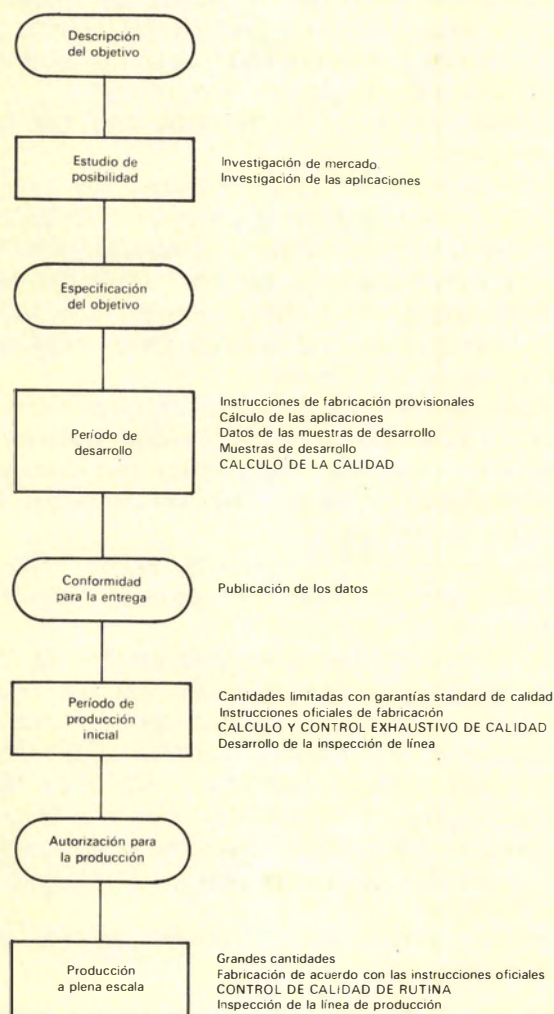 Descripción
del objetivo
Estudio de
posibilidad
Investigación de mercado.
Investigación de las aplicaciones
Especificación
del objetivo
Período de
desarrollo
Instrucciones de fabricación provisionales
Cálculo de las aplicaciones
Datos de las muestras de desarrollo
Muestras de desarrollo
CALCULO DE LA CALIDAD
Conformidad
para la entrega
Publicación de los datos
Período de
producción
inicial
Cantidades limitadas con garantías standard de calidad
Instrucciones oficiales de fabricación
CALCULO Y CONTROL EXHAUSTIVO DE CALIDAD
Desarrollo de la inspección de línea
Autorización para
la producción
Producción
a plena escala
Grandes cantidades
Fabricación de acuerdo con las instrucciones oficiales
CONTROL DE CALIDAD DE RUTINA
Inspección de la línea de producción